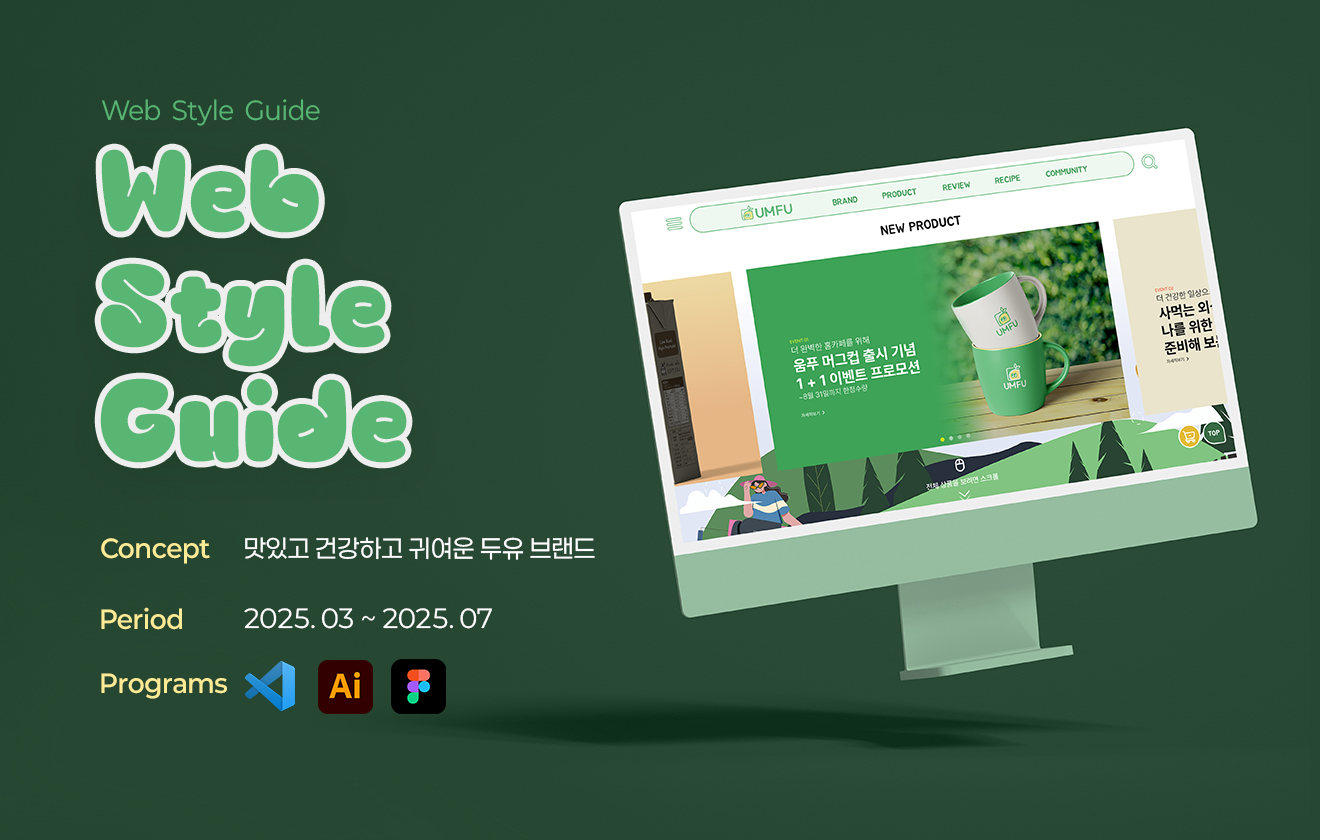 Web Style Guide
Web
Style
Guide
Concept 맛있고 건강하고 귀여운 두유 브랜드
Period 2025. 03 ~ 2025. 07
Programs Ai
UMFU BRAND PRODUCT REVIEW RECIPE COMMUNITY
NEW PRODUCT
EVENT 01
더 완벽한 홈카페를 위해
움푸 머그컵 출시 기념
1 + 1 이벤트 프로모션
~8월 31일까지 한정수량
자세히보기
UMFU
UMFU
EVENT 02
더 건강한 일상으
사먹는 외
나를 위한
준비해 보
자세히보기
TOP
전체 상품을 보려면 스크롤